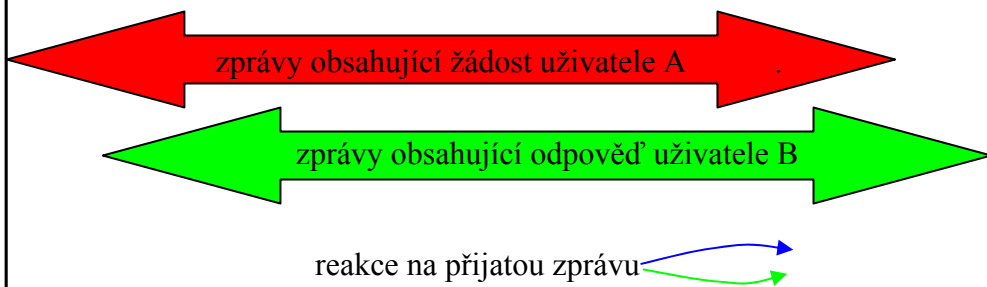 zprávy obsahující žádost uživatele A .
zprávy obsahující odpověď uživatele B
reakce na přijatou zprávu